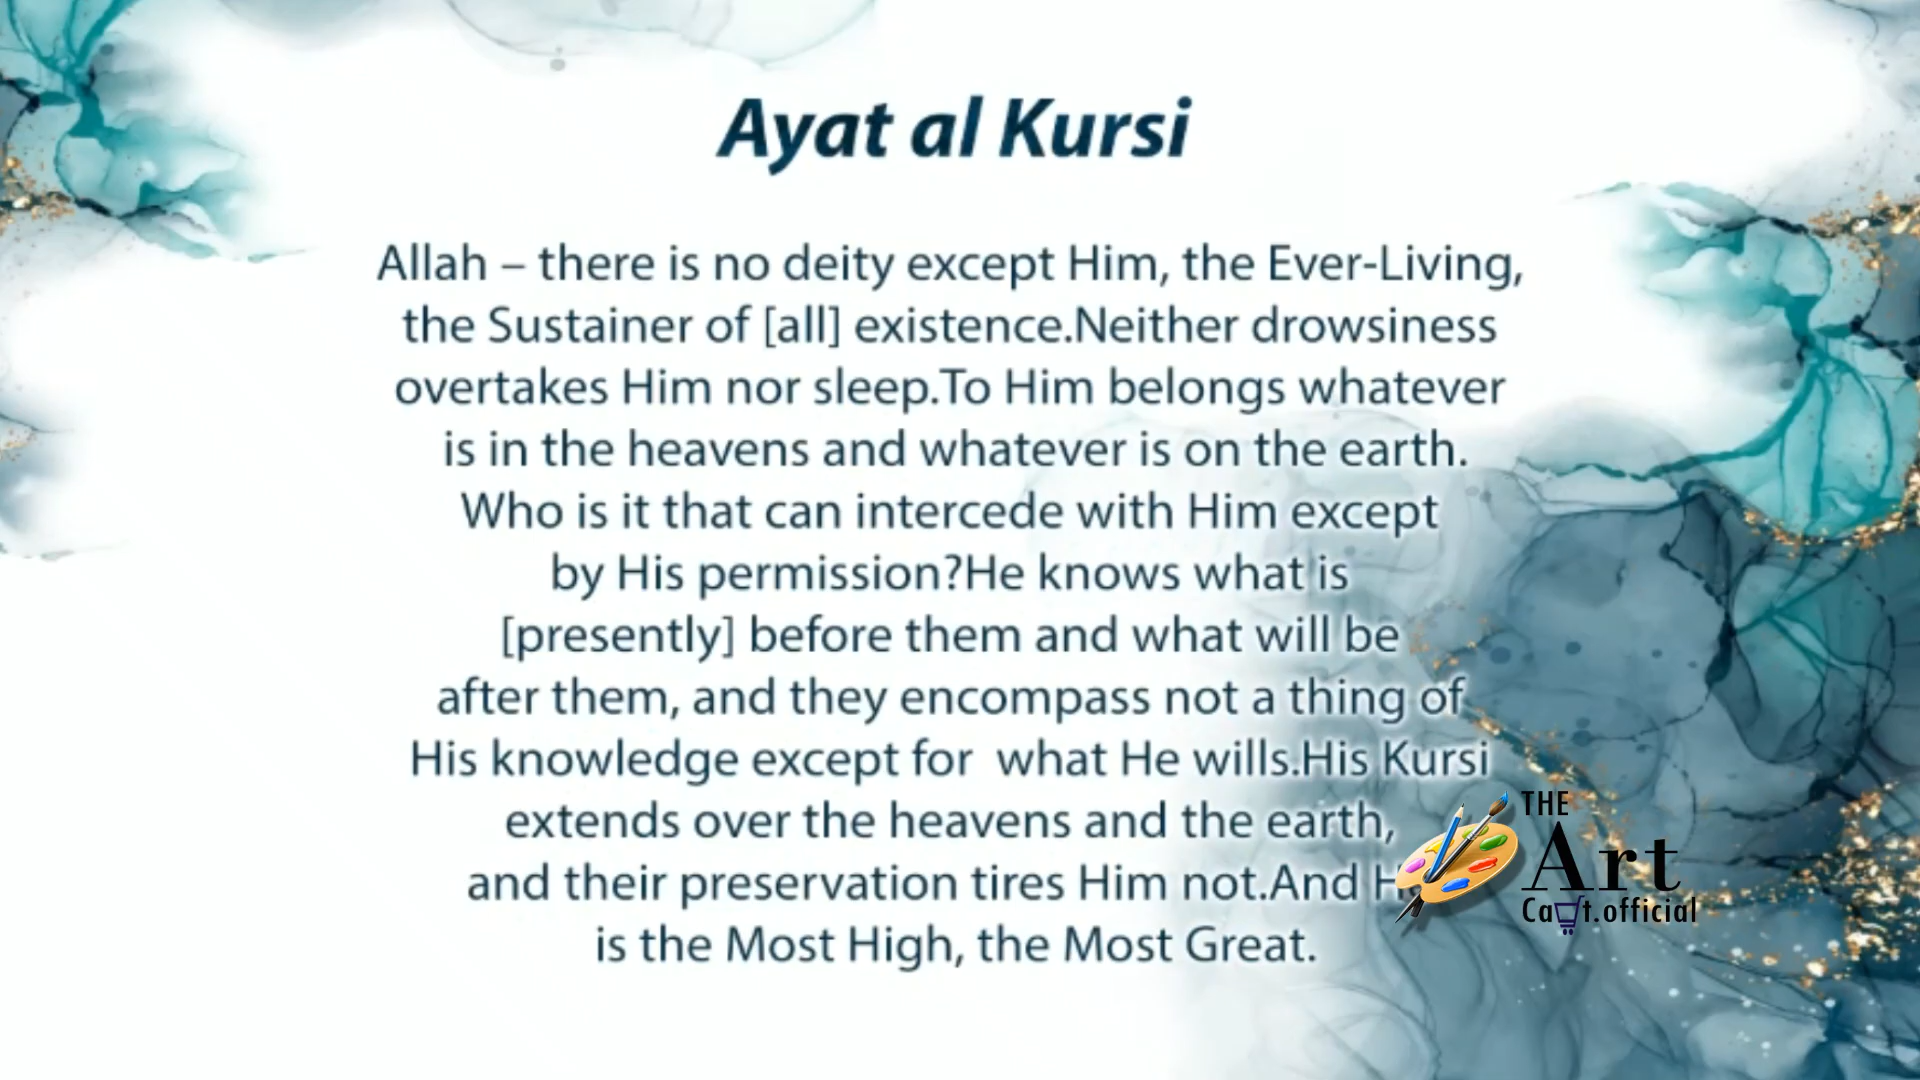 Ayat al Kursi
Allah – there is no deity except Him, the Ever-Living,
the Sustainer of [all] existence.Neither drowsiness
overtakes Him nor sleep.To Him belongs whatever
is in the heavens and whatever is on the earth.
Who is it that can intercede with Him except
by His permission?He knows what is
[presently] before them and what will be
after them, and they encompass not a thing of
His knowledge except for  what He wills.His Kursi
extends over the heavens and the earth,
and their preservation tires Him not.And
is the Most High, the Most Great.
THE
Art
Cart.official